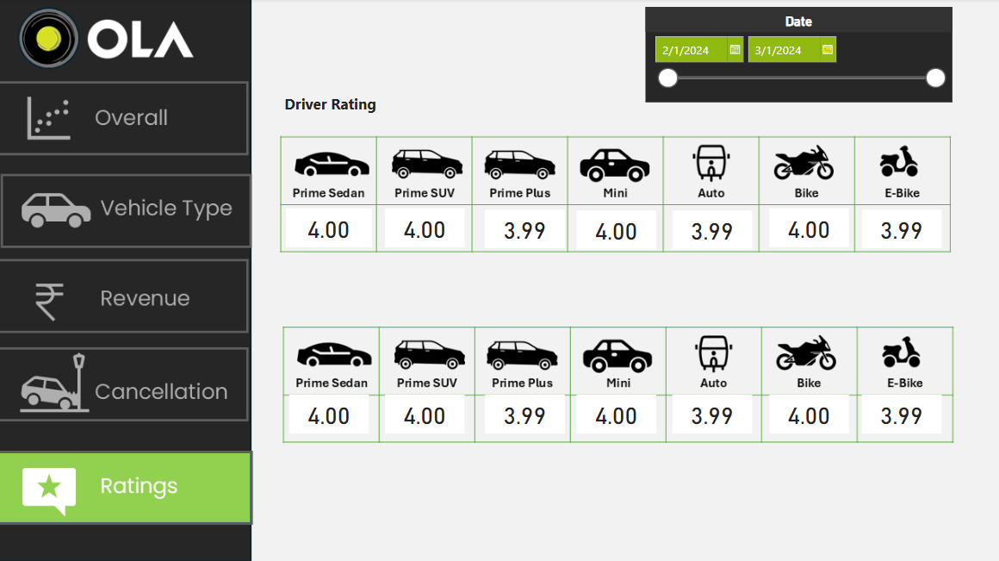 OLA
Overall
Vehicle Type
Revenue
Cancellation
Ratings
Date
2/1/2024 3/1/2024
Driver Rating
Prime Sedan Prime SUV Prime Plus Mini Auto Bike E-Bike
4.00 4.00 3.99 4.00 3.99 4.00 3.99
Prime Sedan Prime SUV Prime Plus Mini Auto Bike E-Bike
4.00 4.00 3.99 4.00 3.99 4.00 3.99